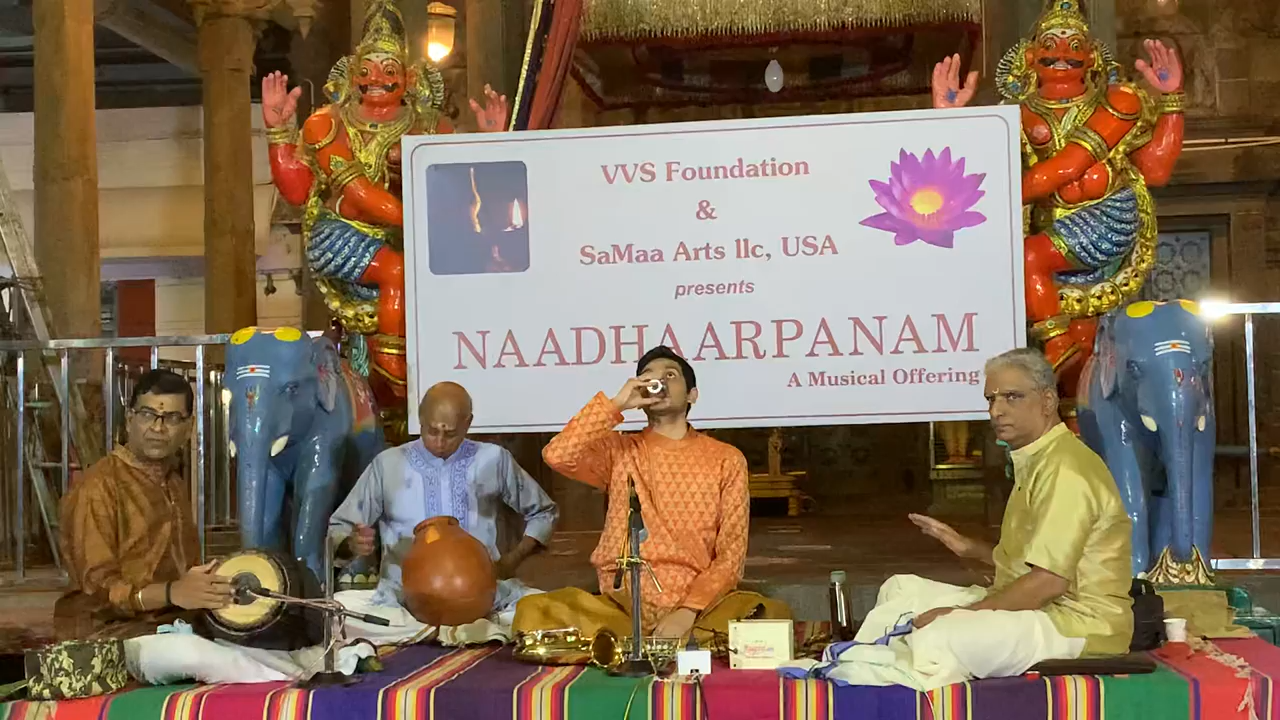 VVS Foundation
&
SaMaa Arts llc, USA
presents
NAADHAARPANAM
A Musical Offering